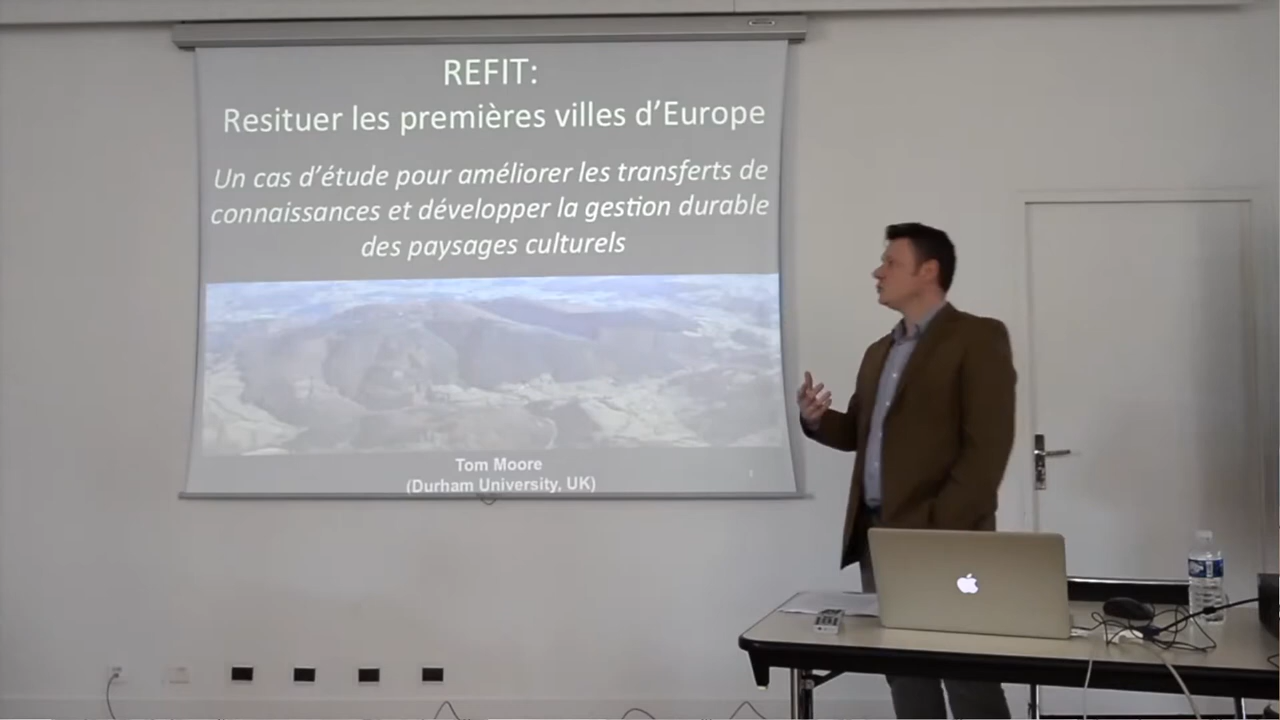 REFIT:
Resituer les premières villes d’Europe
Un cas d’étude pour améliorer les transferts de
connaissances et développer la gestion durable
des paysages culturels
Tom Moore
(Durham University, UK)
1